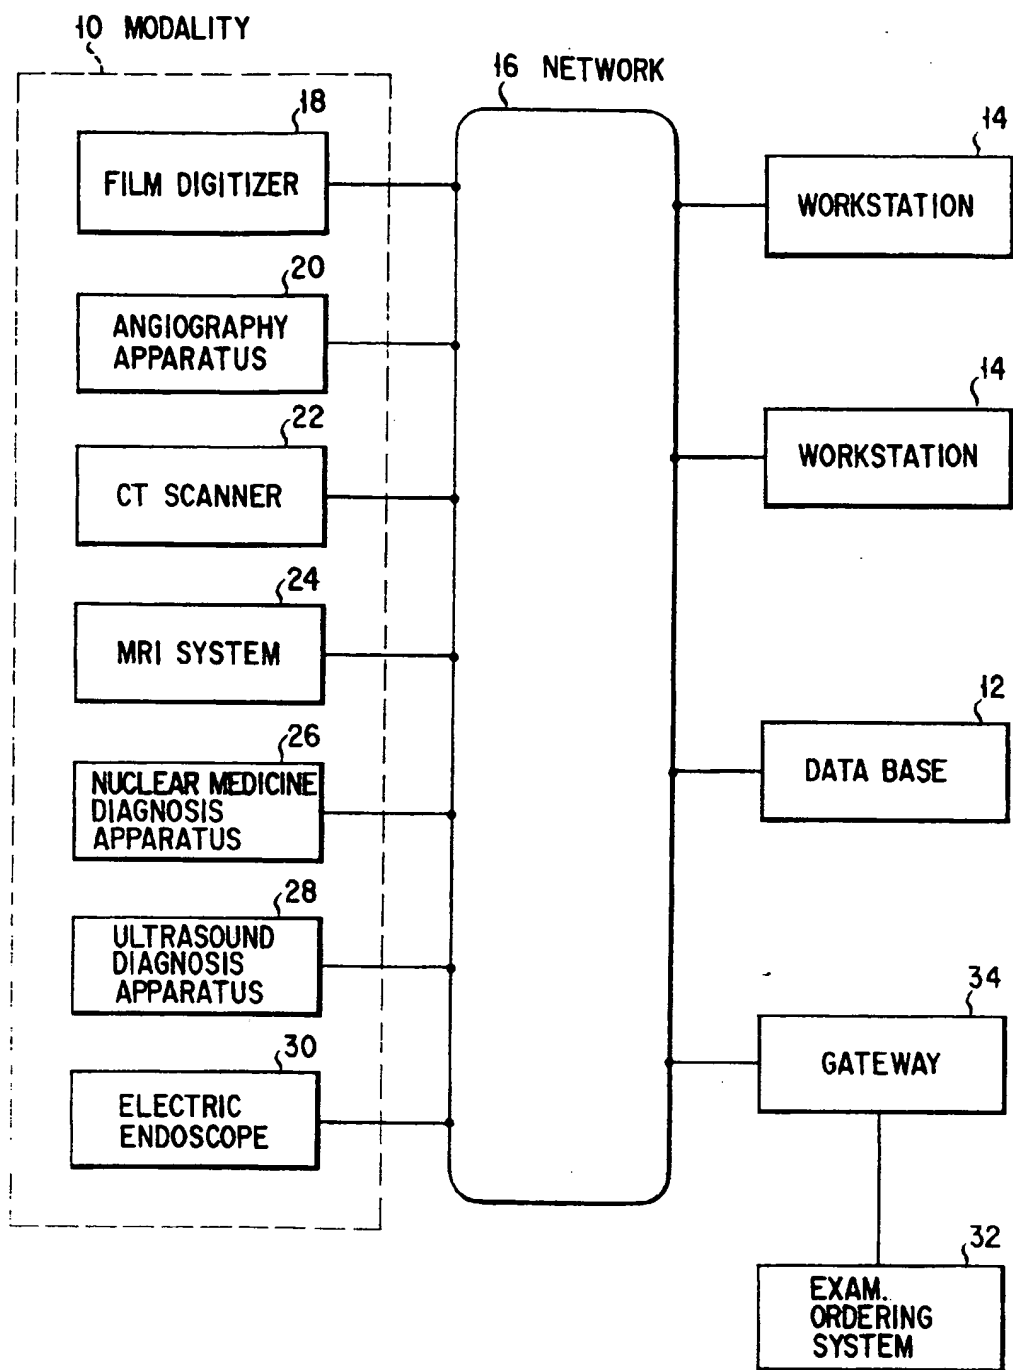 10 MODALITY
18
FILM DIGITIZER
20
ANGIOGRAPHY
APPARATUS
22
CT SCANNER
24
MRI SYSTEM
26
NUCLEAR MEDICINE
DIAGNOSIS
APPARATUS
28
ULTRASOUND
DIAGNOSIS
APPARATUS
30
ELECTRIC
ENDOSCOPE
16 NETWORK
14
WORKSTATION
14
WORKSTATION
12
DATA BASE
34
GATEWAY
32
EXAM.
ORDERING
SYSTEM